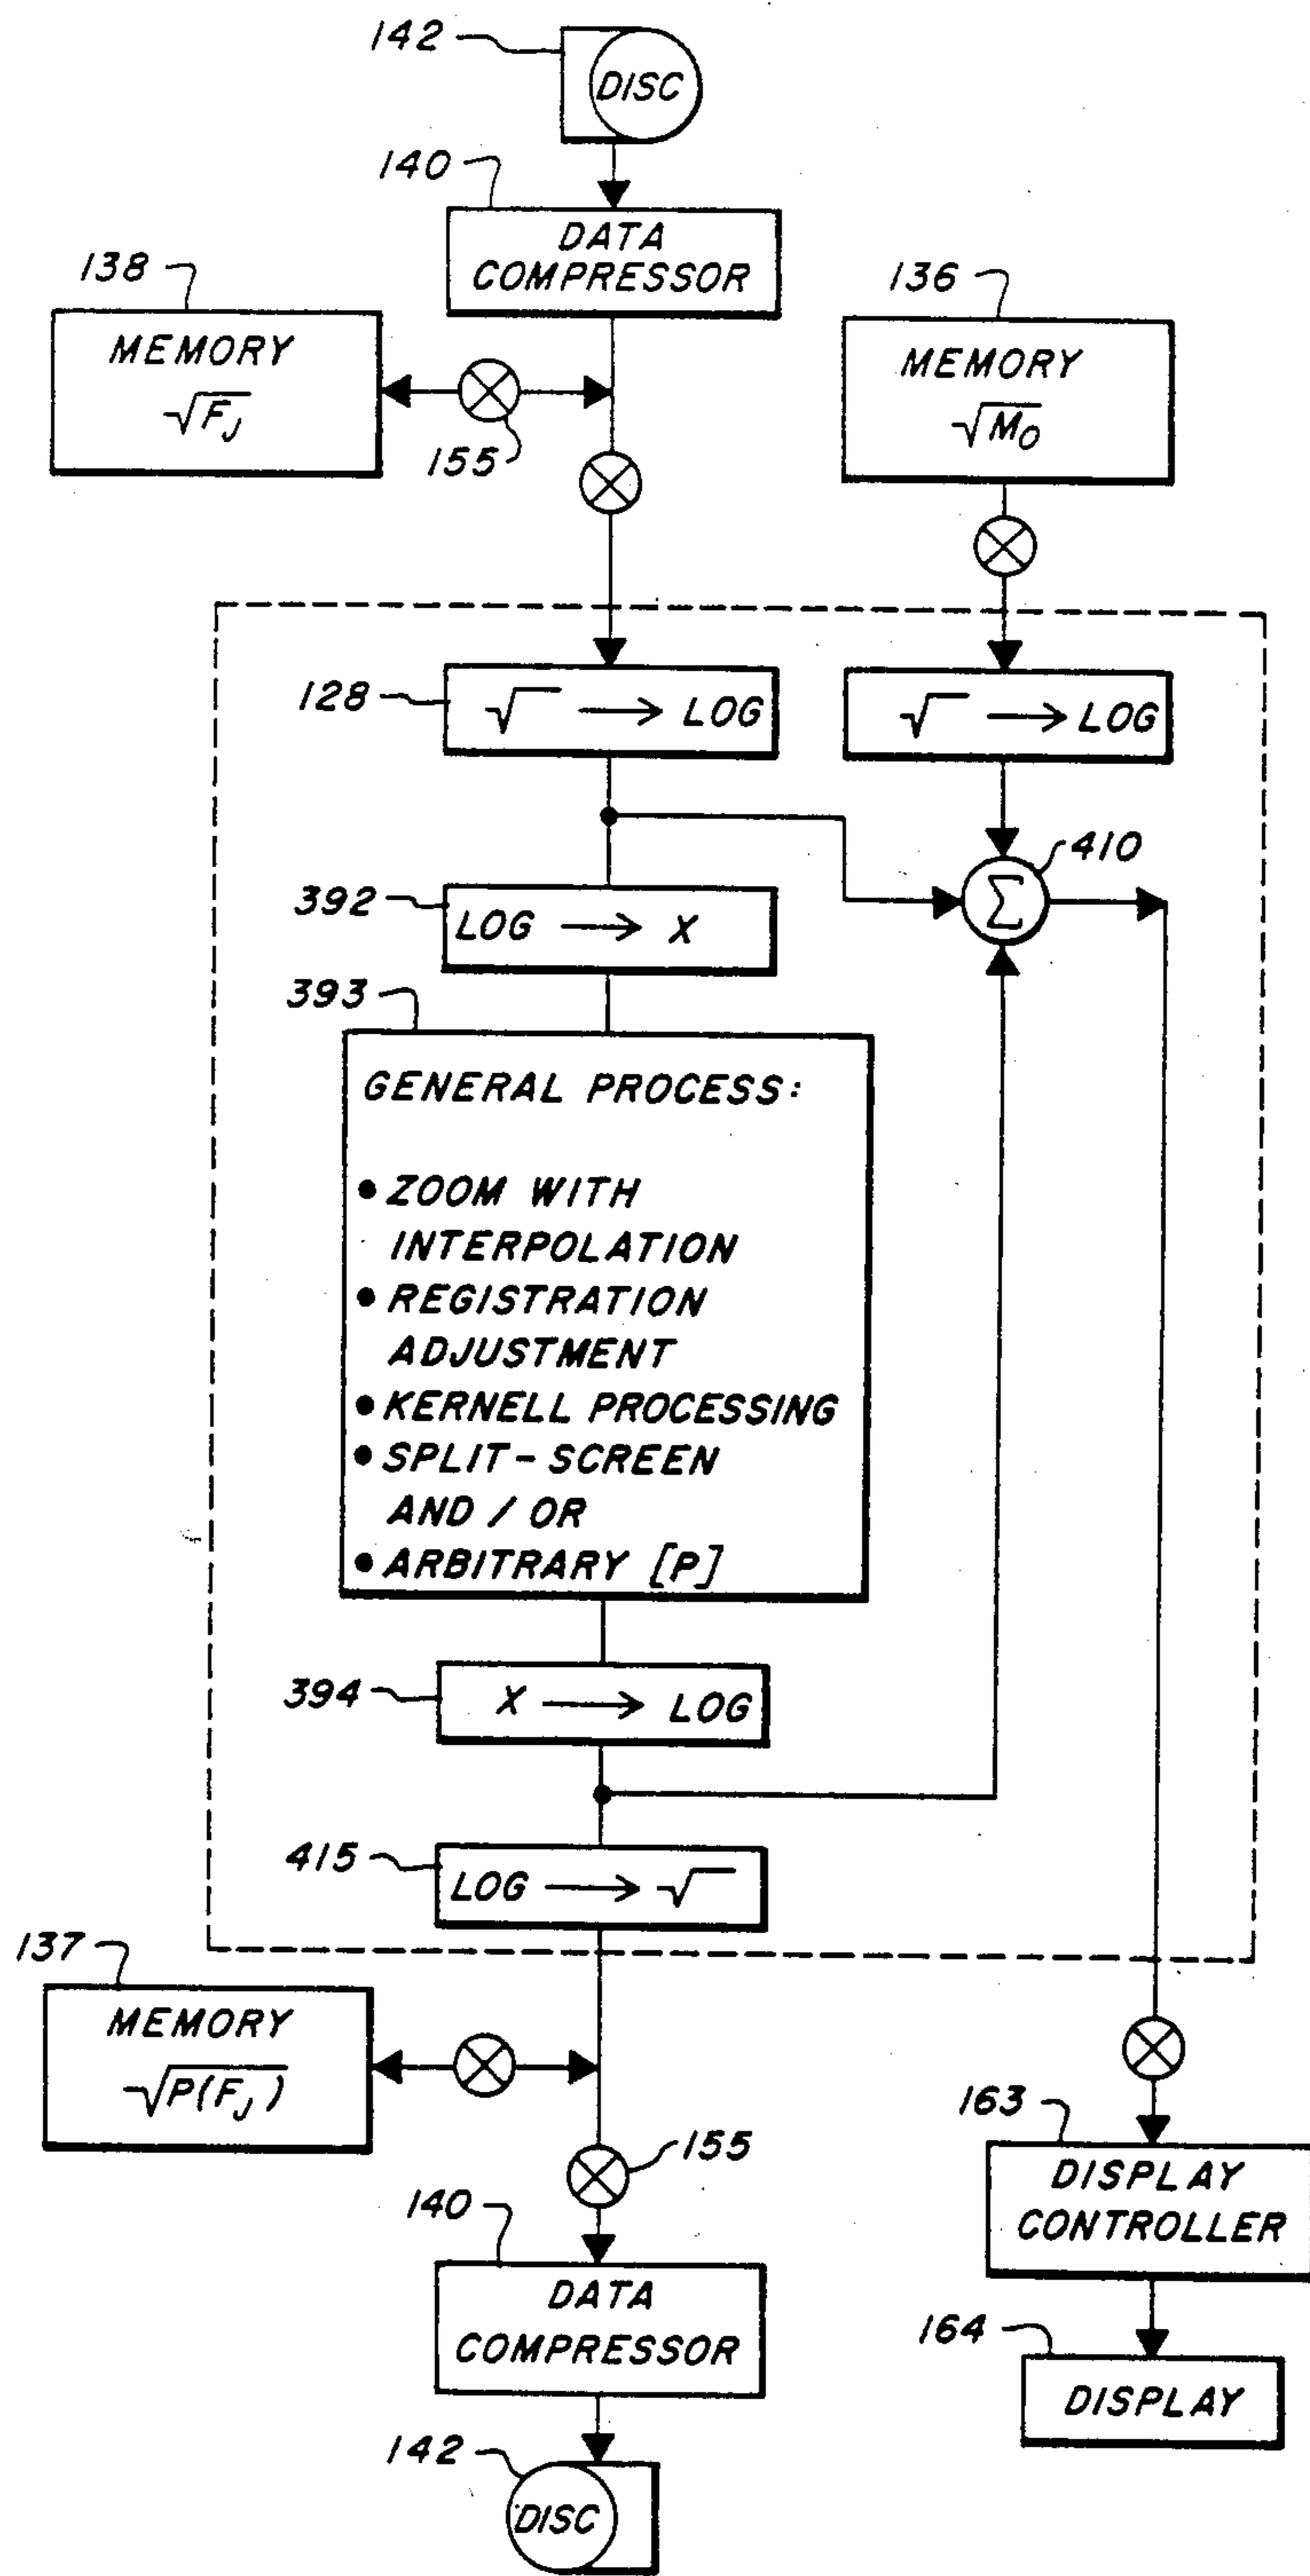 142
DISC
140
DATA
COMPRESSOR
138
MEMORY
√F_J
155
136
MEMORY
√M_O
128
√ → LOG
√ → LOG
410
Σ
392
LOG → X
393
GENERAL PROCESS:
• ZOOM WITH
INTERPOLATION
• REGISTRATION
ADJUSTMENT
• KERNELL PROCESSING
• SPLIT-SCREEN
AND / OR
• ARBITRARY [P]
394
X → LOG
415
LOG → √
137
MEMORY
√P(F_J)
155
140
DATA
COMPRESSOR
142
DISC
163
DISPLAY
CONTROLLER
164
DISPLAY